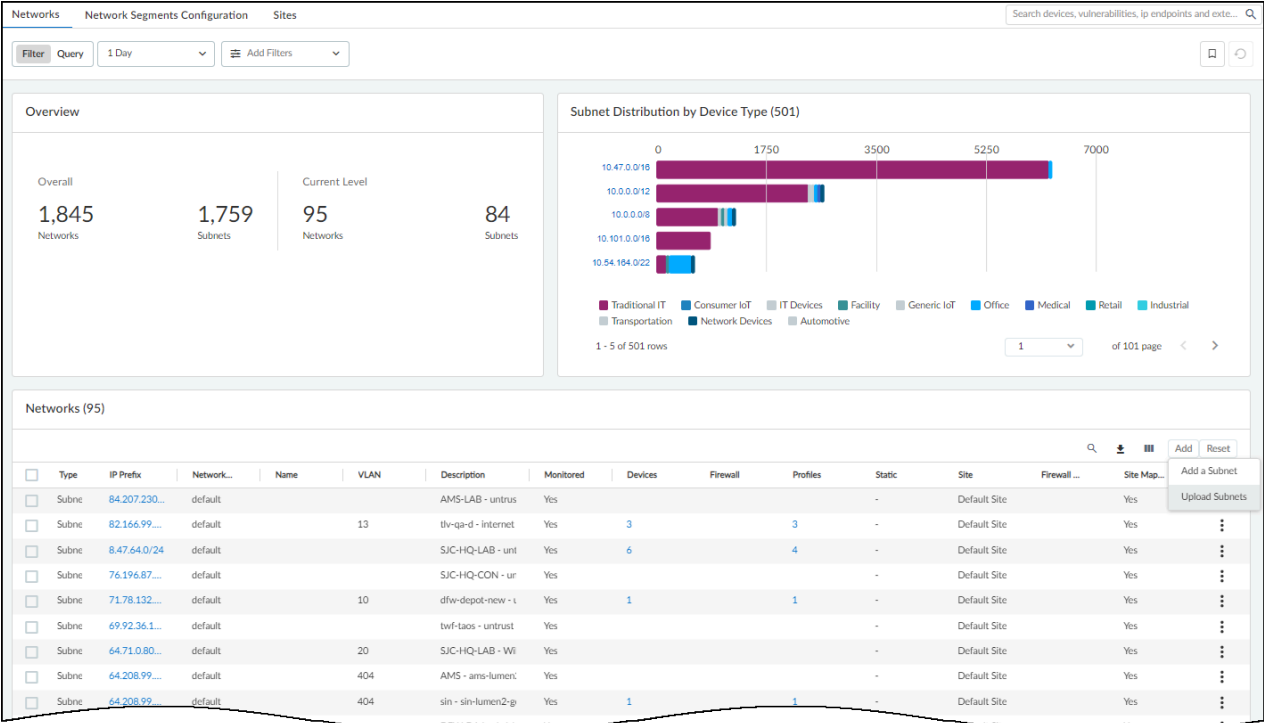 Networks Network Segments Configuration Sites Search devices, vulnerabilities, ip endpoints and exte...
Filter Query 1 Day Add Filters
Overview
Overall Current Level
1,845 1,759 95 84
Networks Subnets Networks Subnets
Subnet Distribution by Device Type (501)
0 1750 3500 5250 7000
10.47.0.0/16
10.0.0.0/12
10.0.0.0/8
10.101.0.0/16
10.54.164.0/22
Traditional IT Consumer IoT IT Devices Facility Generic IoT Office Medical Retail Industrial
Transportation Network Devices Automotive
1 - 5 of 501 rows 1 of 101 page
Networks (95)
Add Reset
Add a Subnet
Upload Subnets
Type IP Prefix Network... Name VLAN Description Monitored Devices Firewall Profiles Static Site Firewall ... Site Map...
Subne 84.207.230... default AMS-LAB - untrus Yes - Default Site Yes
Subne 82.166.99.... default 13 tlv-qa-d - internet Yes 3 3 - Default Site Yes
Subne 8.47.64.0/24 default SJC-HQ-LAB - unt Yes 6 4 - Default Site Yes
Subne 76.196.87.... default SJC-HQ-CON - ur Yes - Default Site Yes
Subne 71.78.132.... default 10 dfw-depot-new - u Yes 1 1 - Default Site Yes
Subne 69.92.36.1... default twf-taos - untrust Yes - Default Site Yes
Subne 64.71.0.80... default 20 SJC-HQ-LAB - Wi Yes - Default Site Yes
Subne 64.208.99.... default 404 AMS - ams-lumen: Yes - Default Site Yes
Subne 64.208.99.... default 404 sin - sin-lumen2-g Yes 1 1 - Default Site Yes